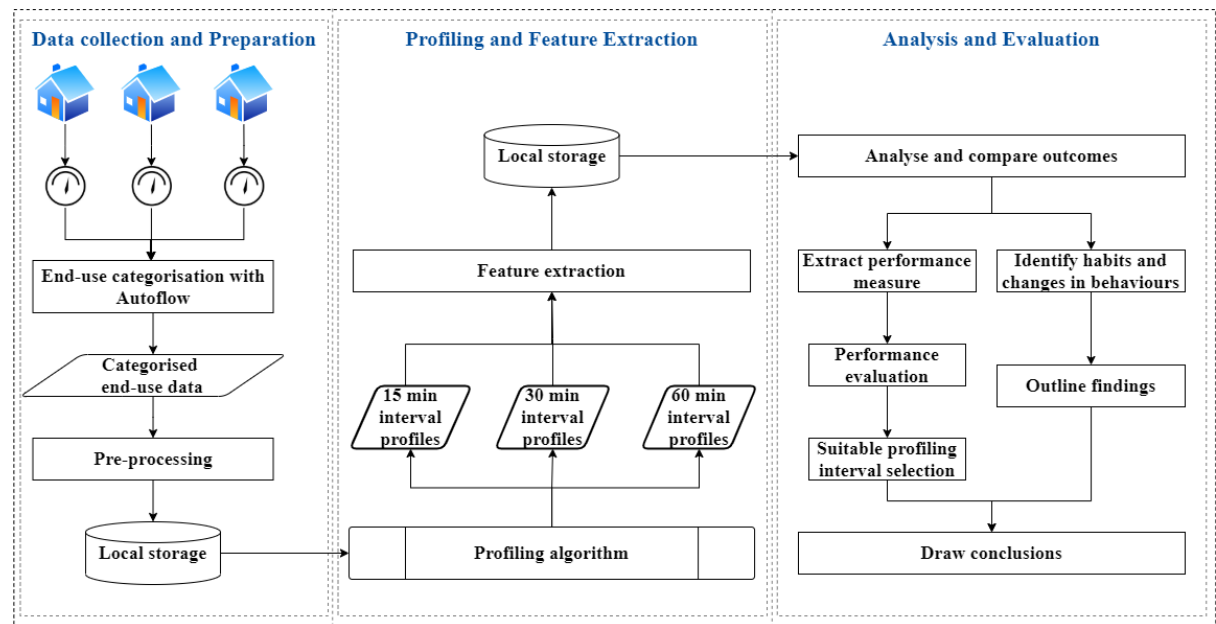 Data collection and Preparation
End-use categorisation with
Autoflow
Categorised
end-use data
Pre-processing
Local storage
Profiling and Feature Extraction
Local storage
Feature extraction
15 min
interval
profiles
30 min
interval
profiles
60 min
interval
profiles
Profiling algorithm
Analysis and Evaluation
Analyse and compare outcomes
Extract performance
measure
Performance
evaluation
Suitable profiling
interval selection
Identify habits and
changes in behaviours
Outline findings
Draw conclusions